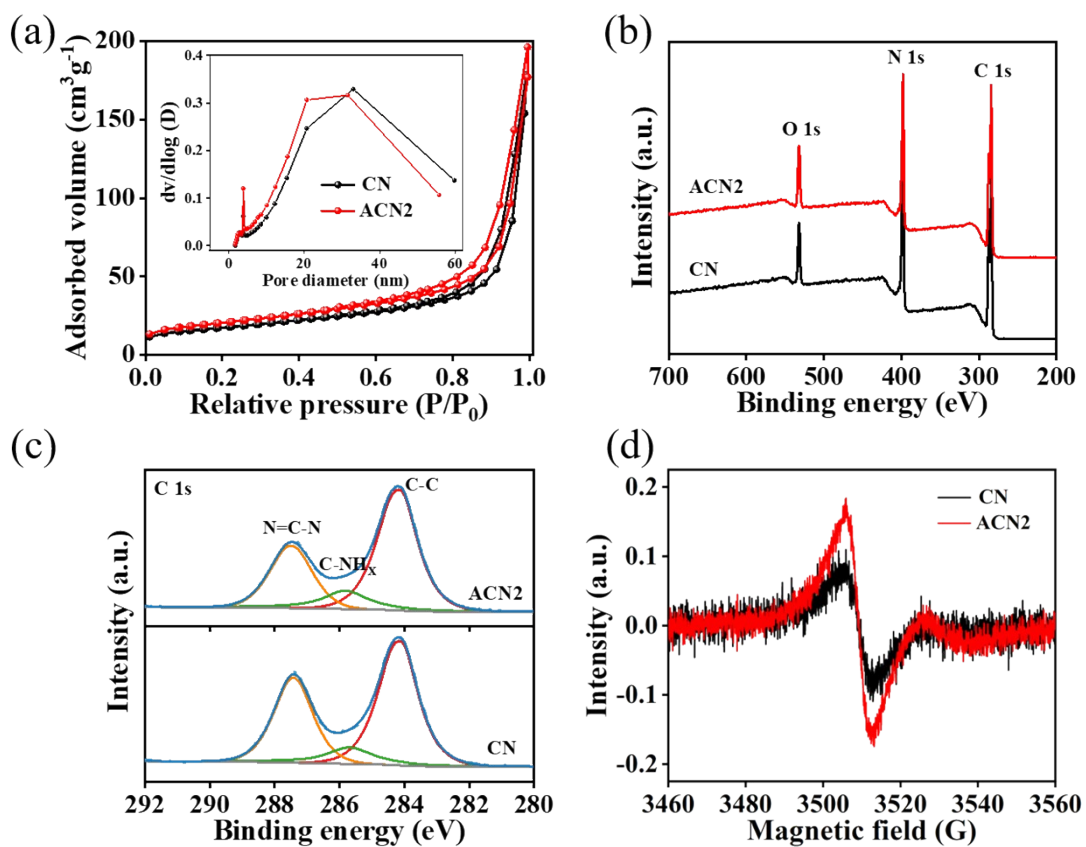 (a)
200
150
100
50
0
0.0 0.2 0.4 0.6 0.8 1.0
Adsorbed volume (cm³g⁻¹)
Relative pressure (P/P₀)
0.4
0.3
0.2
0.1
0.0
0 20 40 60
dv/dlog (D)
Pore diameter (nm)
CN
ACN2
(b)
N 1s
C 1s
O 1s
ACN2
CN
Intensity (a.u.)
700 600 500 400 300 200
Binding energy (eV)
(c)
C 1s
C-C
N=C-N
C-NHₓ
ACN2
CN
Intensity (a.u.)
292 290 288 286 284 282 280
Binding energy (eV)
(d)
0.2
0.1
0.0
-0.1
-0.2
CN
ACN2
Intensity (a.u.)
3460 3480 3500 3520 3540 3560
Magnetic field (G)